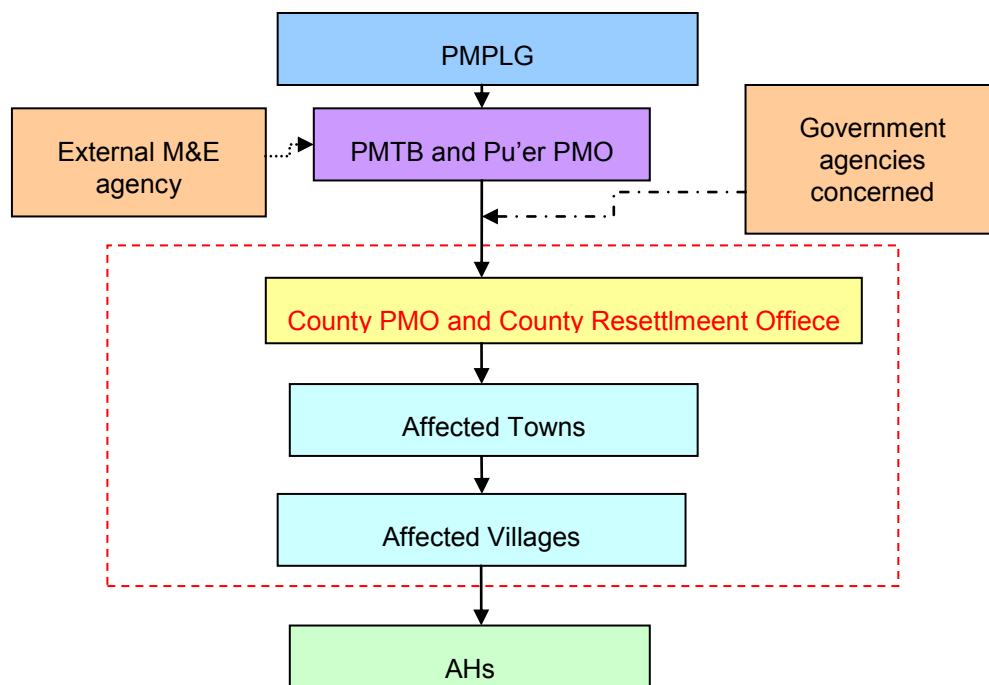 PMPLG
External M&E
agency
PMTB and Pu’er PMO
Government
agencies
concerned
County PMO and County Resettlmeent Offiece
Affected Towns
Affected Villages
AHs